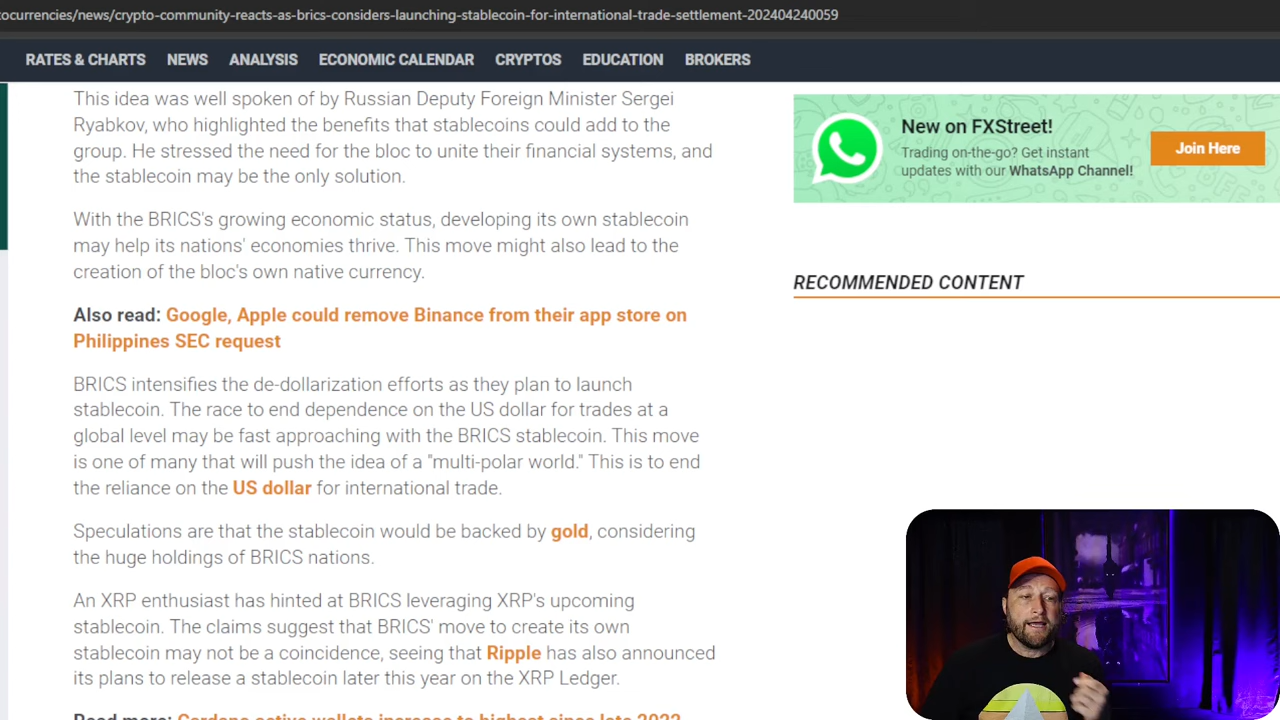 ocurrencies/news/crypto-community-reacts-as-brics-considers-launching-stablecoin-for-international-trade-settlement-202404240059
RATES & CHARTS NEWS ANALYSIS ECONOMIC CALENDAR CRYPTOS EDUCATION BROKERS
This idea was well spoken of by Russian Deputy Foreign Minister Sergei
Ryabkov, who highlighted the benefits that stablecoins could add to the
group. He stressed the need for the bloc to unite their financial systems, and
the stablecoin may be the only solution.
With the BRICS's growing economic status, developing its own stablecoin
may help its nations' economies thrive. This move might also lead to the
creation of the bloc's own native currency.
Also read: Google, Apple could remove Binance from their app store on
Philippines SEC request
BRICS intensifies the de-dollarization efforts as they plan to launch
stablecoin. The race to end dependence on the US dollar for trades at a
global level may be fast approaching with the BRICS stablecoin. This move
is one of many that will push the idea of a "multi-polar world." This is to end
the reliance on the US dollar for international trade.
Speculations are that the stablecoin would be backed by gold, considering
the huge holdings of BRICS nations.
An XRP enthusiast has hinted at BRICS leveraging XRP's upcoming
stablecoin. The claims suggest that BRICS' move to create its own
stablecoin may not be a coincidence, seeing that Ripple has also announced
its plans to release a stablecoin later this year on the XRP Ledger.
Read more: Cardano active wallets increase to highest since late 2022
New on FXStreet!
Trading on-the-go? Get instant
updates with our WhatsApp Channel!
Join Here
RECOMMENDED CONTENT